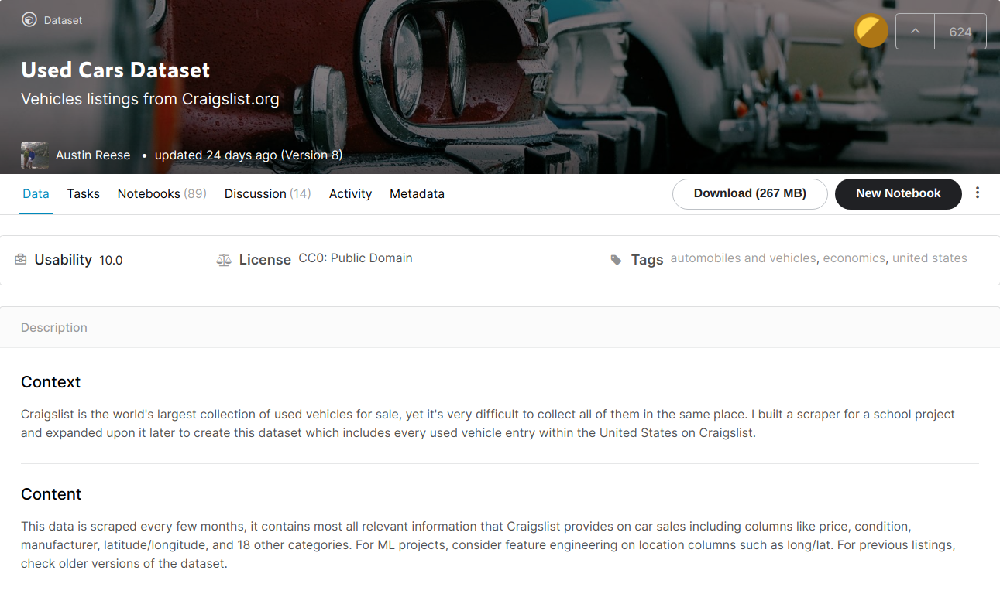 Dataset
624
Used Cars Dataset
Vehicles listings from Craigslist.org
Austin Reese • updated 24 days ago (Version 8)
Data Tasks Notebooks (89) Discussion (14) Activity Metadata Download (267 MB) New Notebook
Usability 10.0 License CC0: Public Domain Tags automobiles and vehicles, economics, united states
Description
Context
Craigslist is the world's largest collection of used vehicles for sale, yet it's very difficult to collect all of them in the same place. I built a scraper for a school project
and expanded upon it later to create this dataset which includes every used vehicle entry within the United States on Craigslist.
Content
This data is scraped every few months, it contains most all relevant information that Craigslist provides on car sales including columns like price, condition,
manufacturer, latitude/longitude, and 18 other categories. For ML projects, consider feature engineering on location columns such as long/lat. For previous listings,
check older versions of the dataset.